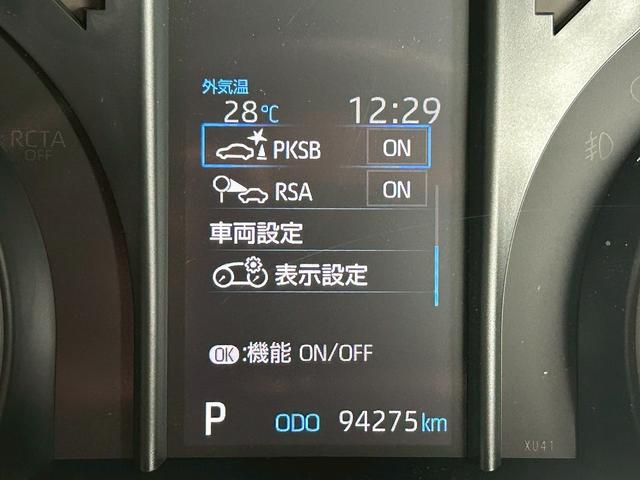 外気温
28℃ 12:29
RCTA
OFF
PKSB ON
RSA ON
車両設定
表示設定
OK:機能 ON/OFF
P ODO 94275km
XU41